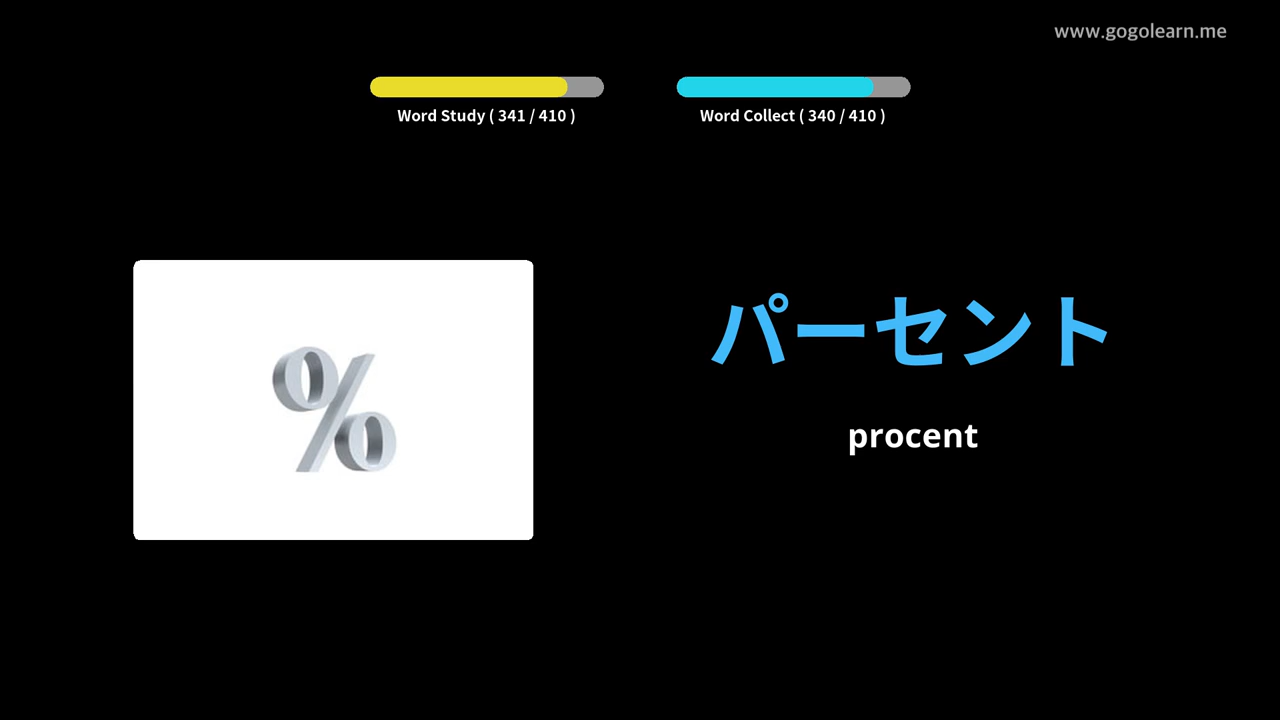 www.gogolearn.me
Word Study ( 341 / 410 )
Word Collect ( 340 / 410 )
%
パーセント
procent